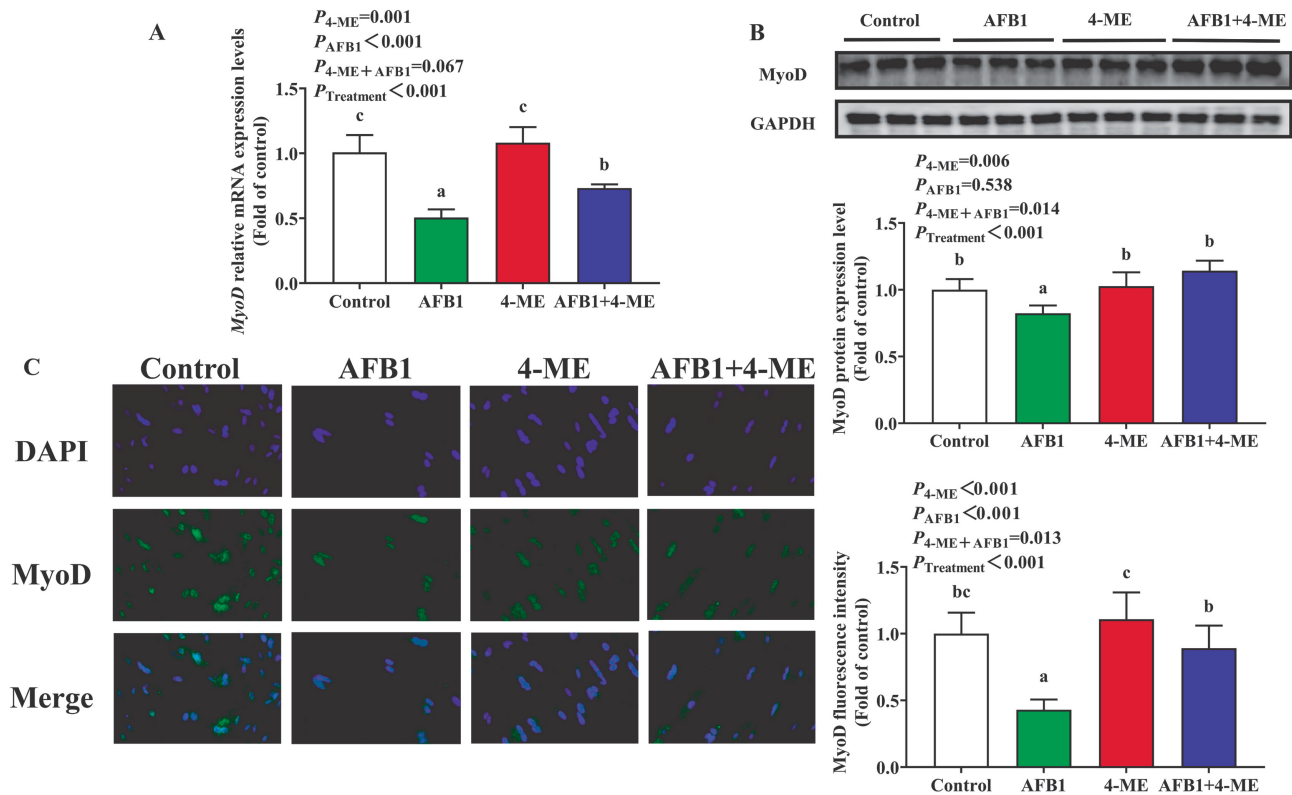 A
P4-ME=0.001
PAFB1<0.001
P4-ME+AFB1=0.067
PTreatment<0.001
MyoD relative mRNA expression levels
(Fold of control)
1.5
1.0
0.5
0.0
c
a
c
b
Control AFB1 4-ME AFB1+4-ME
B
Control AFB1 4-ME AFB1+4-ME
MyoD
GAPDH
P4-ME=0.006
PAFB1=0.538
P4-ME+AFB1=0.014
PTreatment<0.001
MyoD protein expression level
(Fold of control)
1.5
1.0
0.5
0.0
b
a
b
b
Control AFB1 4-ME AFB1+4-ME
C
Control AFB1 4-ME AFB1+4-ME
DAPI
MyoD
Merge
P4-ME<0.001
PAFB1<0.001
P4-ME+AFB1=0.013
PTreatment<0.001
MyoD fluorescence intensity
(Fold of control)
1.5
1.0
0.5
0.0
bc
a
c
b
Control AFB1 4-ME AFB1+4-ME